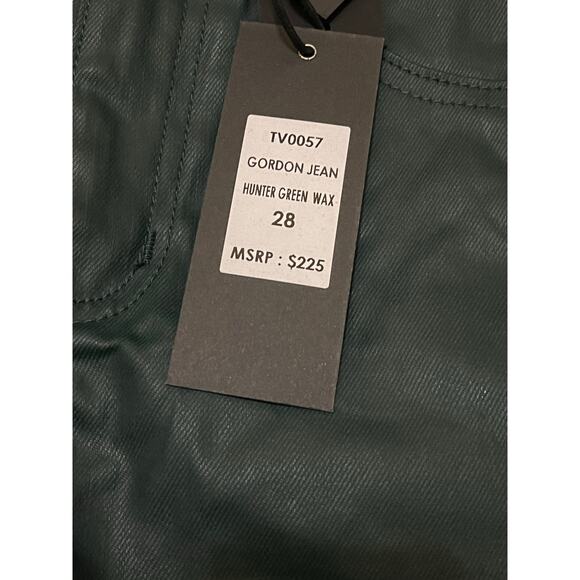 TV0057
GORDON JEAN
HUNTER GREEN WAX
28
MSRP : $225